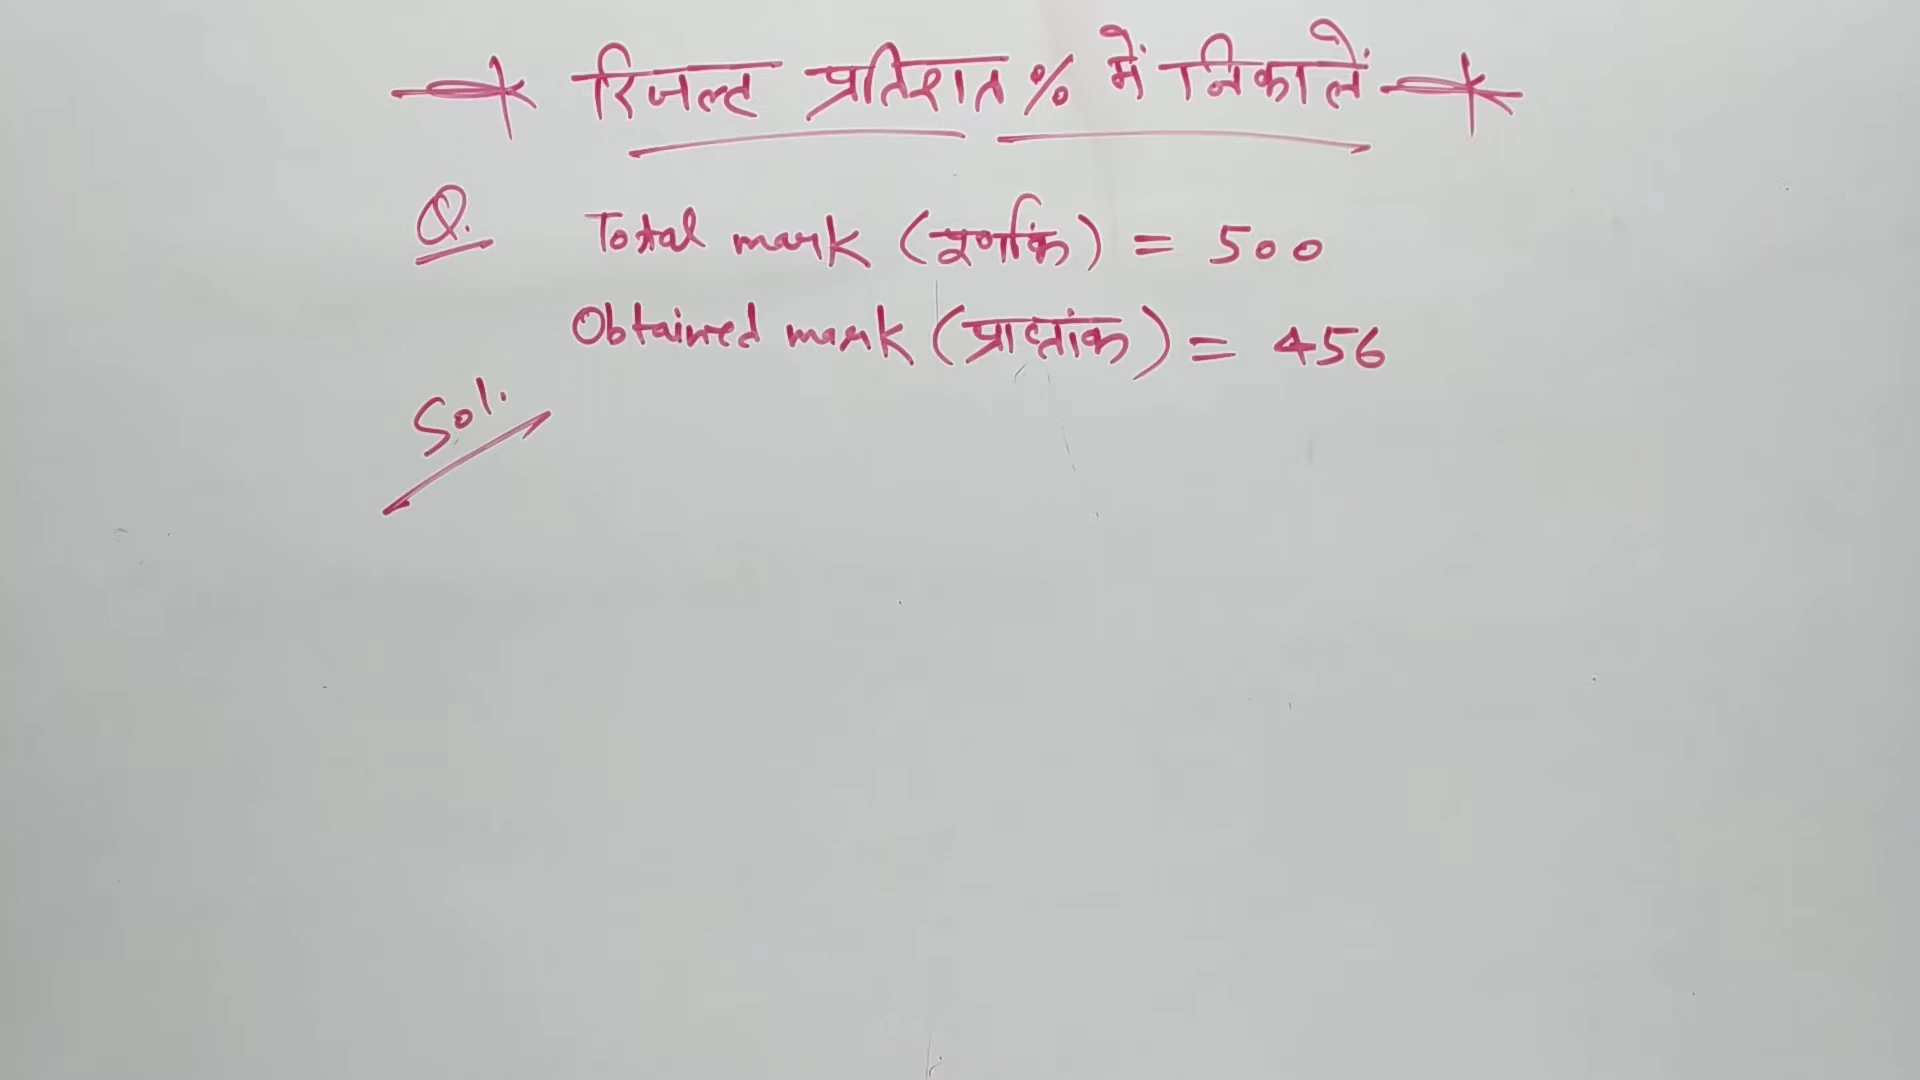 रिजल्ट प्रतिशत % में निकालें
Q. Total mark (पूर्णांक) = 500
Obtained mark (प्राप्तांक) = 456
Sol.